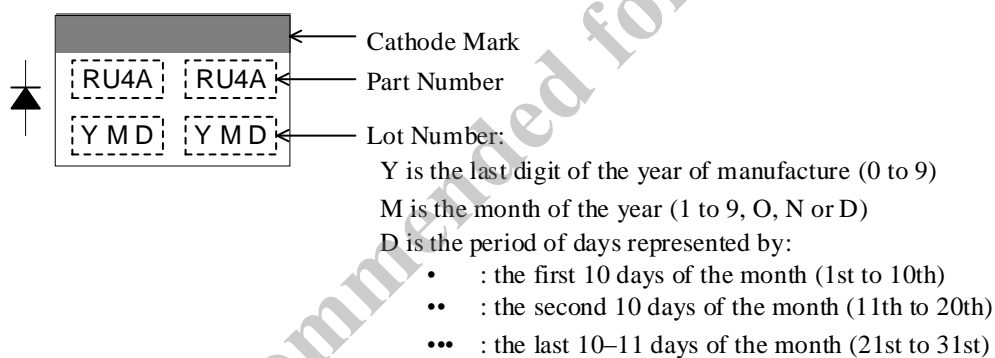 Cathode Mark
RU4A RU4A
Part Number
Y M D Y M D
Lot Number:
Y is the last digit of the year of manufacture (0 to 9)
M is the month of the year (1 to 9, O, N or D)
D is the period of days represented by:
• : the first 10 days of the month (1st to 10th)
•• : the second 10 days of the month (11th to 20th)
••• : the last 10–11 days of the month (21st to 31st)
mmended for